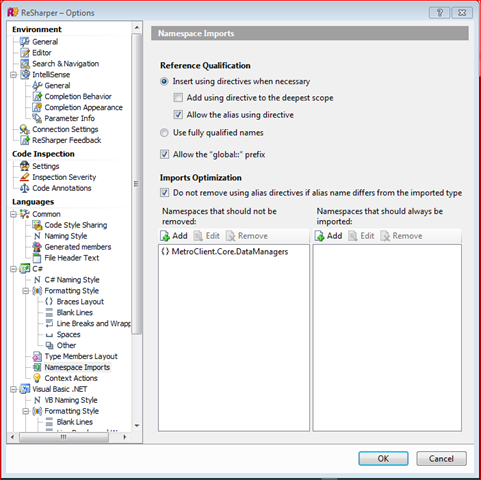 ReSharper – Options
Environment
General
Editor
Search & Navigation
IntelliSense
General
Completion Behavior
Completion Appearance
Parameter Info
Connection Settings
ReSharper Feedback
Code Inspection
Settings
Inspection Severity
Code Annotations
Languages
Common
Code Style Sharing
Naming Style
Generated members
File Header Text
C#
C# Naming Style
Formatting Style
Braces Layout
Blank Lines
Line Breaks and Wrapp
Spaces
Other
Type Members Layout
Namespace Imports
Context Actions
Visual Basic .NET
VB Naming Style
Formatting Style
Blank Lines
Namespace Imports
Reference Qualification
Insert using directives when necessary
Add using directive to the deepest scope
Allow the alias using directive
Use fully qualified names
Allow the "global::" prefix
Imports Optimization
Do not remove using alias directives if alias name differs from the imported type
Namespaces that should not be
removed:
Add Edit Remove
{} MetroClient.Core.DataManagers
Namespaces that should always be
imported:
Add Edit Remove
OK Cancel